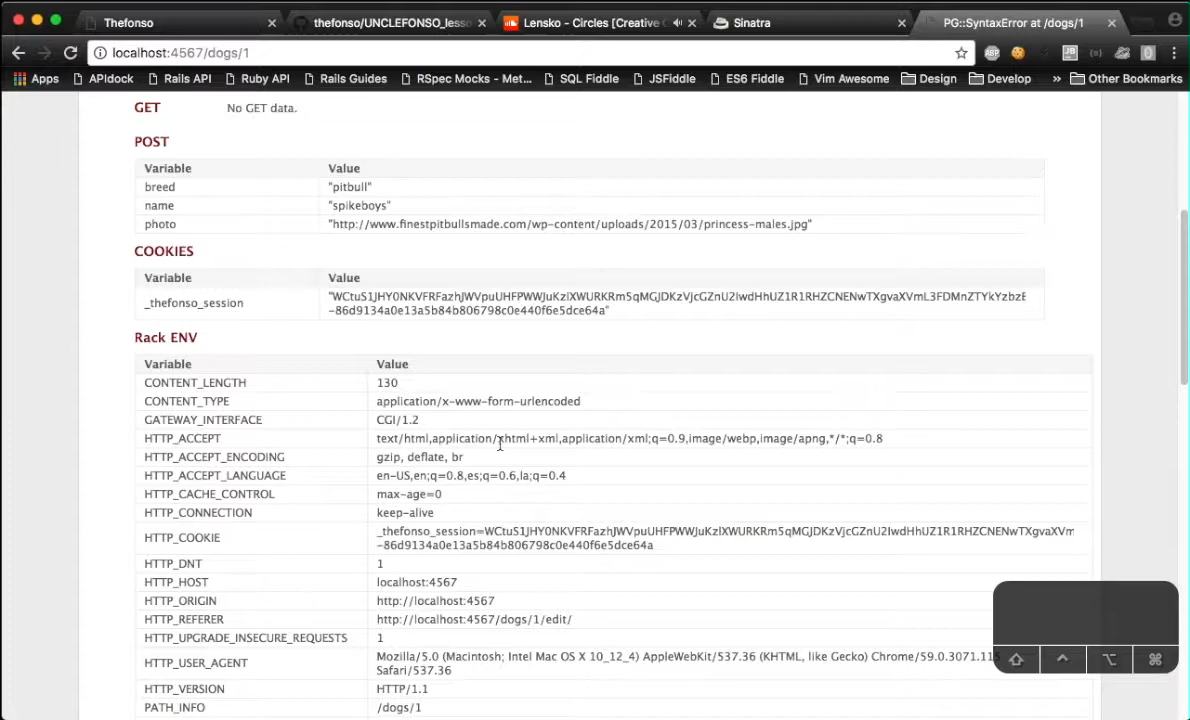 Thefonso
thefonso/UNCLEFONSO_lesso
Lensko - Circles [Creative C
Sinatra
PG::SyntaxError at /dogs/1
localhost:4567/dogs/1
Apps
APIdock
Rails API
Ruby API
Rails Guides
RSpec Mocks - Met...
SQL Fiddle
JSFiddle
ES6 Fiddle
Vim Awesome
Design
Develop
»
Other Bookmarks
GET No GET data.
POST
Variable Value
breed "pitbull"
name "spikeboys"
photo "http://www.finestpitbullsmade.com/wp-content/uploads/2015/03/princess-males.jpg"
COOKIES
Variable Value
_thefonso_session
-86d9134a0e13a5b84b806798c0e440f6e5dce64a"
Rack ENV
Variable Value
CONTENT_LENGTH 130
CONTENT_TYPE application/x-www-form-urlencoded
GATEWAY_INTERFACE CGI/1.2
HTTP_ACCEPT text/html,application/xhtml+xml,application/xml;q=0.9,image/webp,image/apng,*/*;q=0.8
HTTP_ACCEPT_ENCODING gzip, deflate, br
HTTP_ACCEPT_LANGUAGE en-US,en;q=0.8,es;q=0.6,la;q=0.4
HTTP_CACHE_CONTROL max-age=0
HTTP_CONNECTION keep-alive
HTTP_COOKIE
-86d9134a0e13a5b84b806798c0e440f6e5dce64a
HTTP_DNT 1
HTTP_HOST localhost:4567
HTTP_ORIGIN http://localhost:4567
HTTP_REFERER http://localhost:4567/dogs/1/edit/
HTTP_UPGRADE_INSECURE_REQUESTS 1
HTTP_USER_AGENT Mozilla/5.0 (Macintosh; Intel Mac OS X 10_12_4) AppleWebKit/537.36 (KHTML, like Gecko) Chrome/59.0.3071.115
Safari/537.36
HTTP_VERSION HTTP/1.1
PATH_INFO /dogs/1